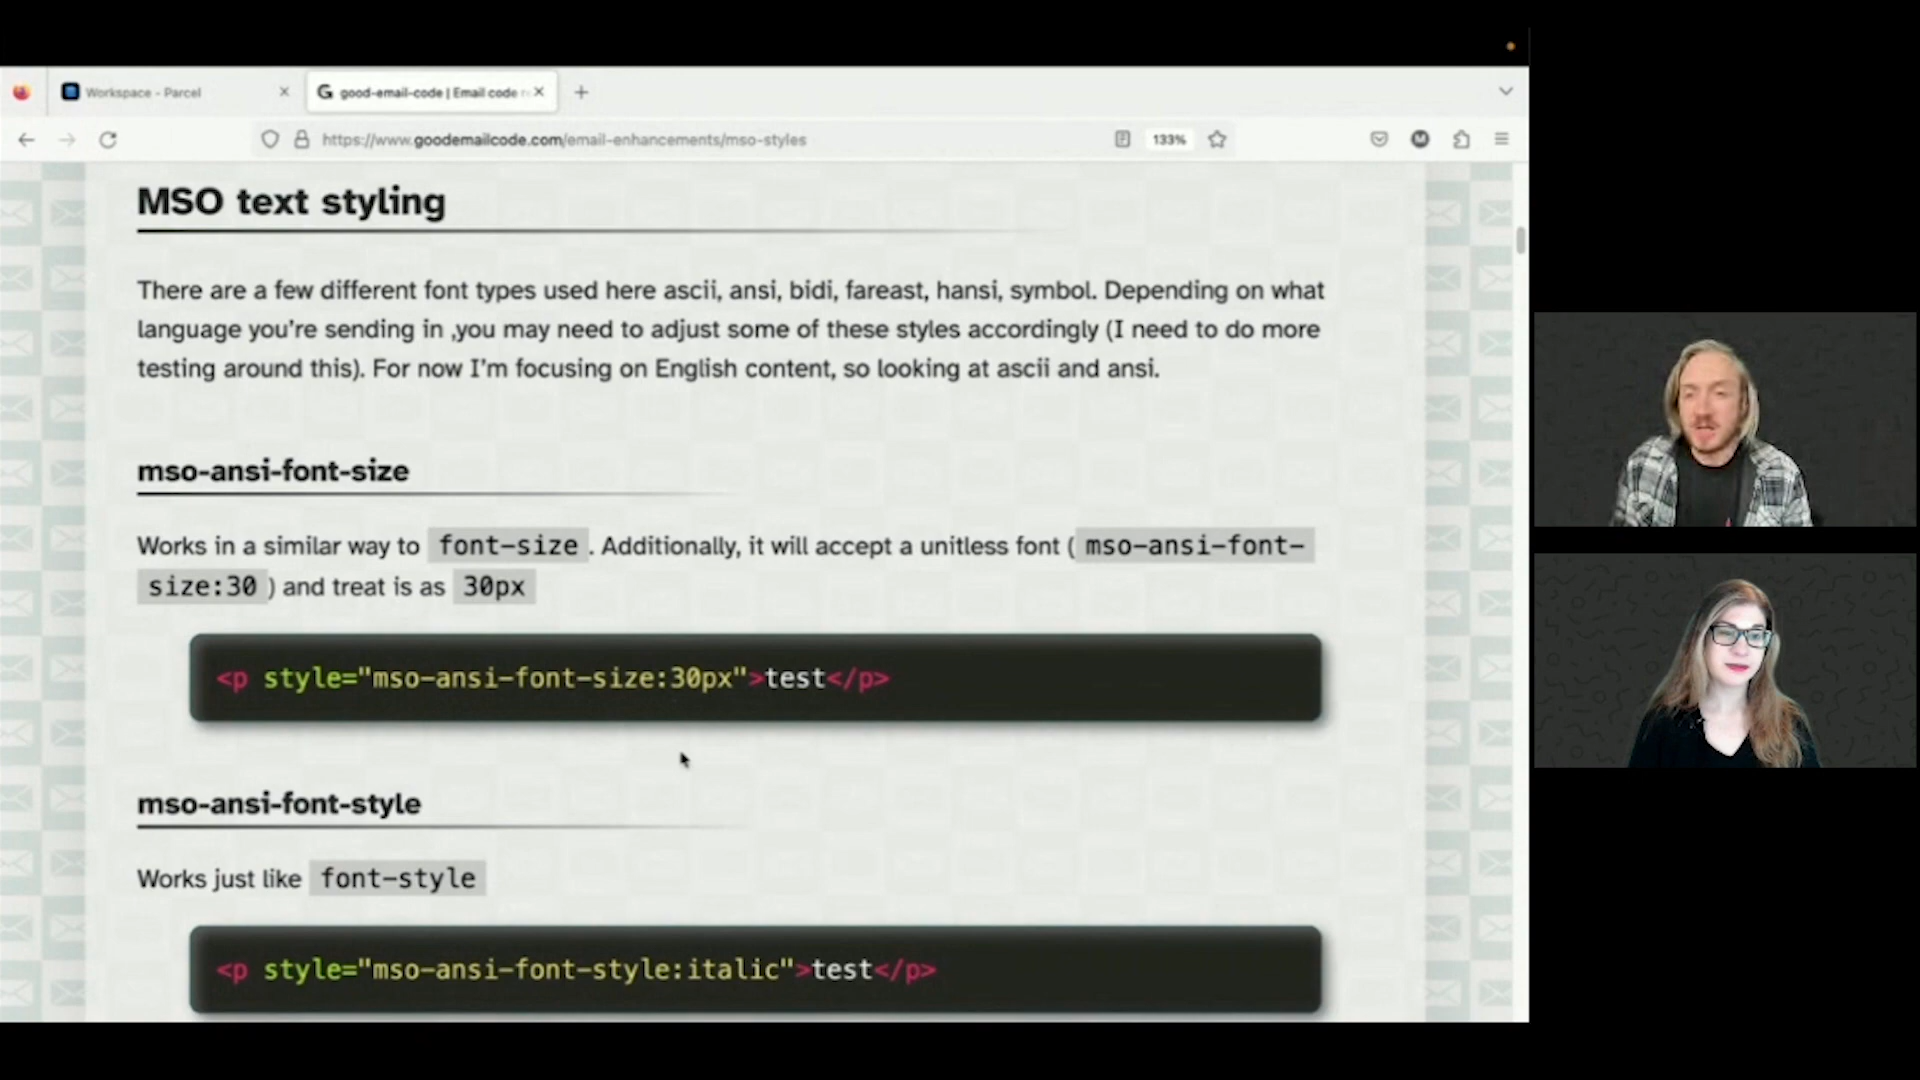 Workspace - Parcel
good-email-code | Email code
https://www.goodemailcode.com/email-enhancements/mso-styles
133%
MSO text styling
There are a few different font types used here ascii, ansi, bidi, fareast, hansi, symbol. Depending on what
language you're sending in ,you may need to adjust some of these styles accordingly (I need to do more
testing around this). For now I'm focusing on English content, so looking at ascii and ansi.
mso-ansi-font-size
Works in a similar way to font-size . Additionally, it will accept a unitless font ( mso-ansi-font-
size:30 ) and treat is as 30px
<p style="mso-ansi-font-size:30px">test</p>
mso-ansi-font-style
Works just like font-style
<p style="mso-ansi-font-style:italic">test</p>